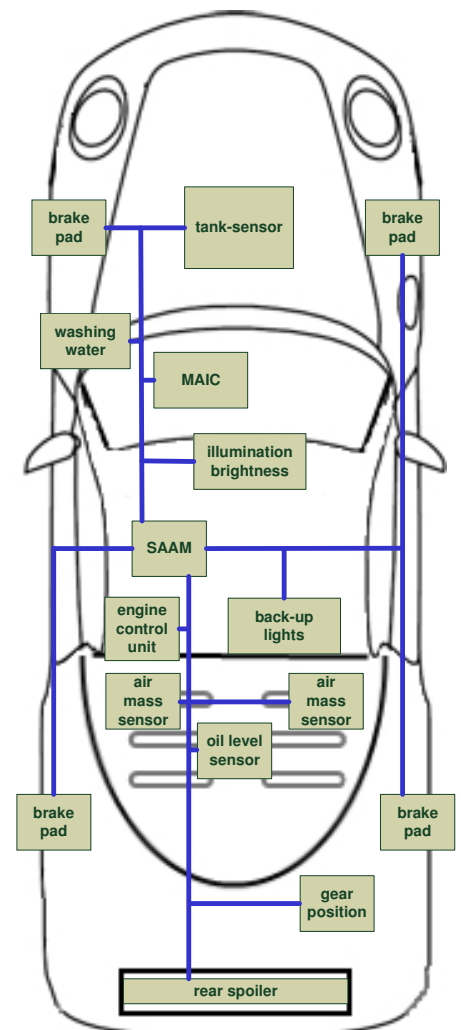 brake
pad
tank-sensor
brake
pad
washing
water
MAIC
illumination
brightness
SAAM
engine
control
unit
back-up
lights
air
mass
sensor
air
mass
sensor
oil level
sensor
brake
pad
brake
pad
gear
position
rear spoiler